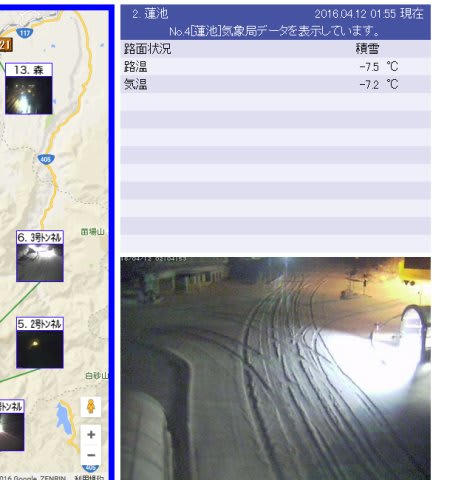 117
21
13. 森
405
苗場山
6. 3号トンネル
5. 2号トンネル
白砂山
号トンネル
+
−
405
016 Google, ZENRIN
利用規約
2. 蓮池
2016.04.12 01:55 現在
No.4[蓮池]気象局データを表示しています。
路面状況 積雪
路温 -7.5 ℃
気温 -7.2 ℃
16/04/12 02:04:53